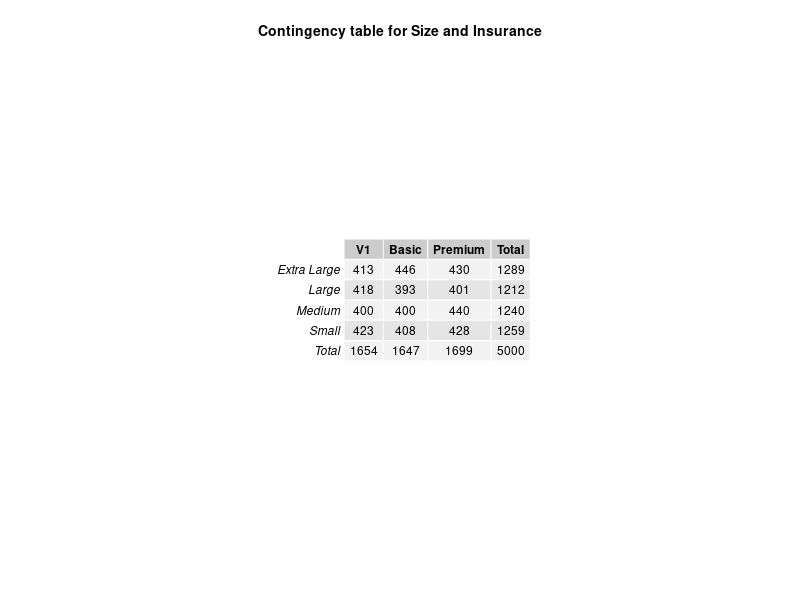 Contingency table for Size and Insurance
V1 Basic Premium Total
Extra Large 413 446 430 1289
Large 418 393 401 1212
Medium 400 400 440 1240
Small 423 408 428 1259
Total 1654 1647 1699 5000